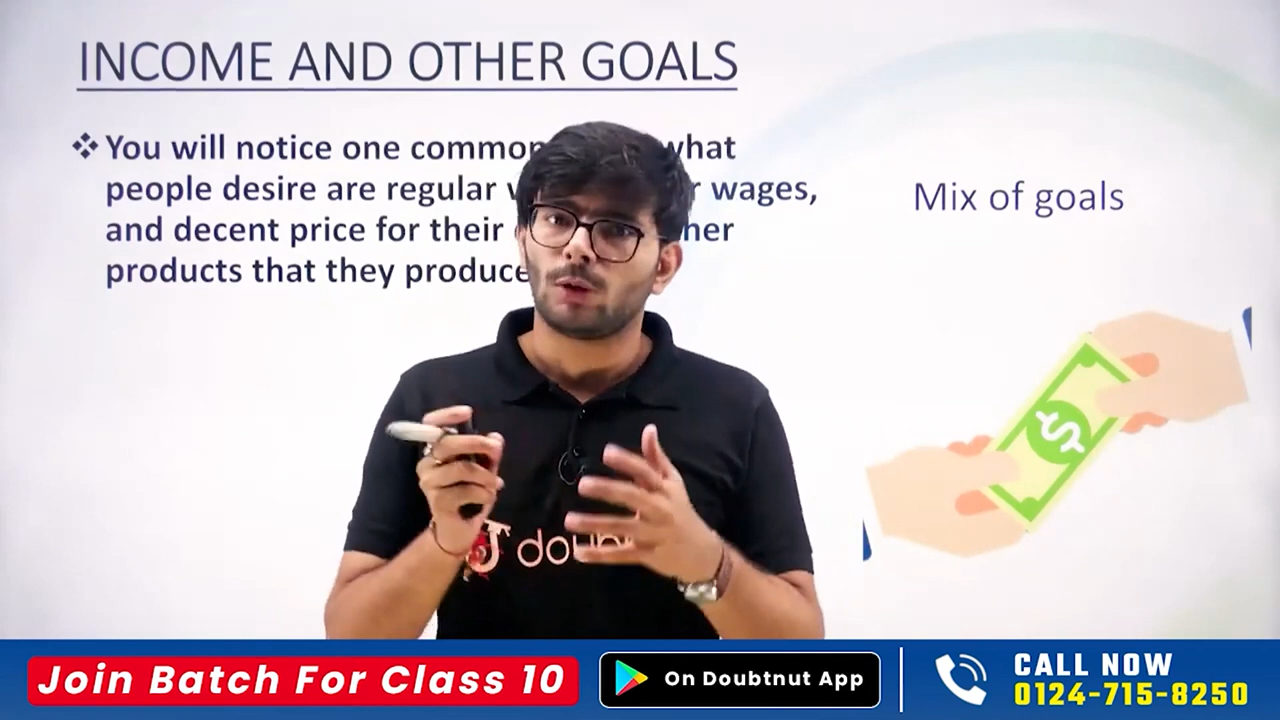 INCOME AND OTHER GOALS
❖ You will notice one common what
people desire are regular wages,
and decent price for their
products that they produce
Mix of goals
$
dou
Join Batch For Class 10
On Doubtnut App
CALL NOW
0124-715-8250